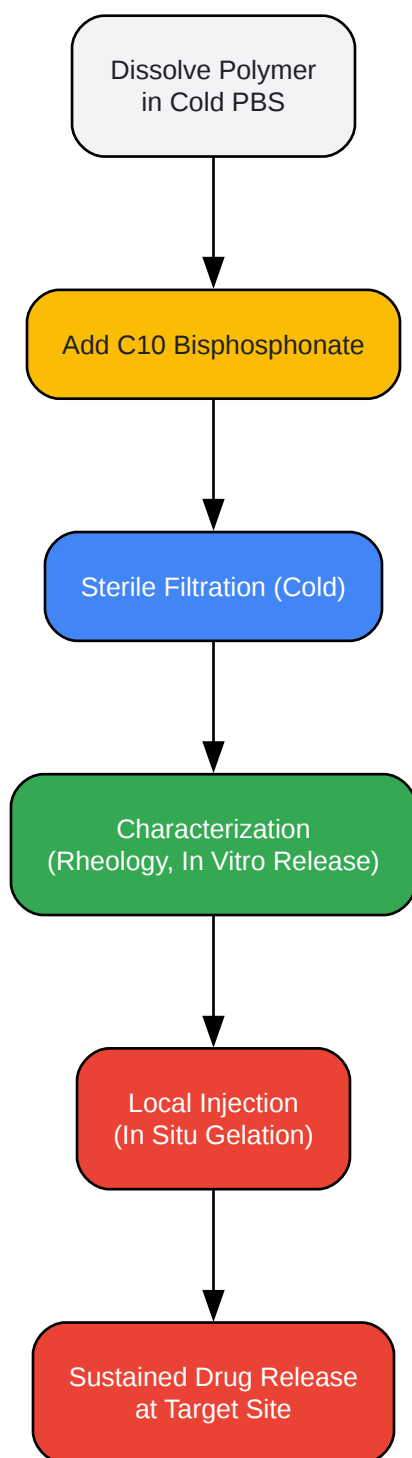 Dissolve Polymer
in Cold PBS
Add C10 Bisphosphonate
Sterile Filtration (Cold)
Characterization
(Rheology, In Vitro Release)
Local Injection
(In Situ Gelation)
Sustained Drug Release
at Target Site